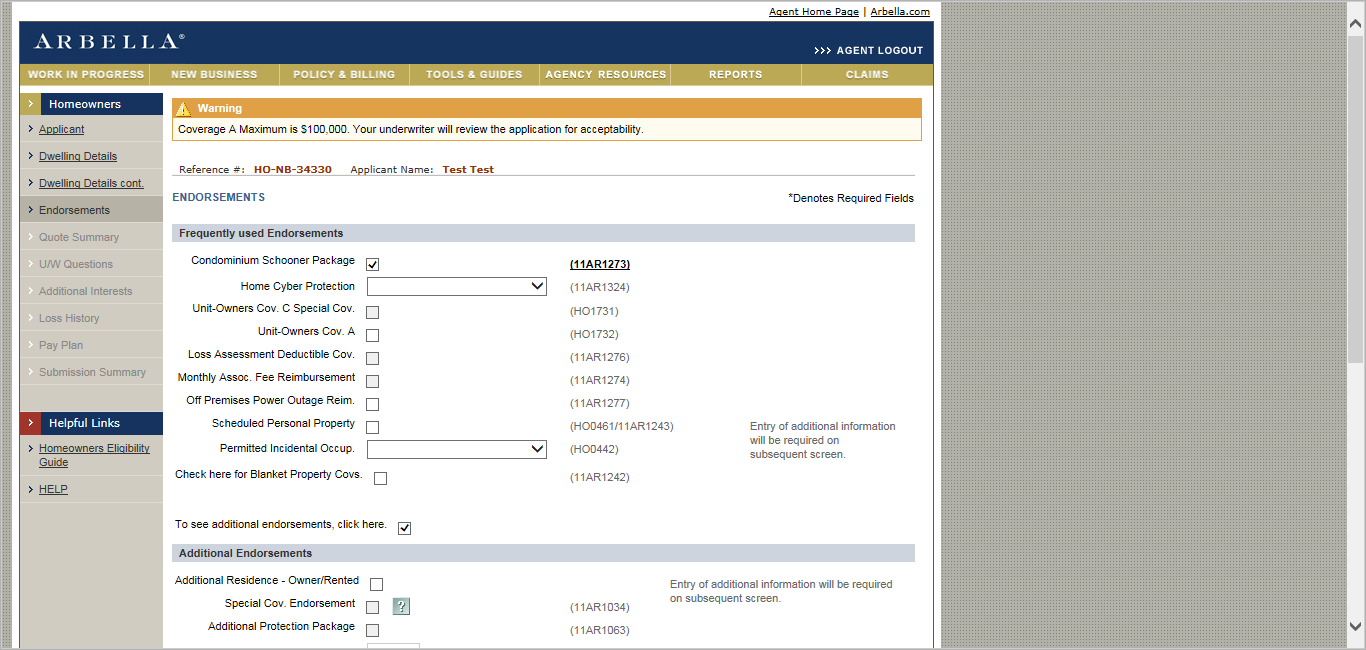 Agent Home Page | Arbella.com
ARBELLA®
>>> AGENT LOGOUT
WORK IN PROGRESS NEW BUSINESS POLICY & BILLING TOOLS & GUIDES AGENCY RESOURCES REPORTS CLAIMS
Homeowners
Applicant
Dwelling Details
Dwelling Details cont.
Endorsements
Quote Summary
U/W Questions
Additional Interests
Loss History
Pay Plan
Submission Summary
Helpful Links
Homeowners Eligibility
Guide
HELP
Warning
Coverage A Maximum is $100,000. Your underwriter will review the application for acceptability.
Reference #: HO-NB-34330 Applicant Name: Test Test
ENDORSEMENTS
*Denotes Required Fields
Frequently used Endorsements
Condominium Schooner Package (11AR1273)
Home Cyber Protection (11AR1324)
Unit-Owners Cov. C Special Cov. (HO1731)
Unit-Owners Cov. A (HO1732)
Loss Assessment Deductible Cov. (11AR1276)
Monthly Assoc. Fee Reimbursement (11AR1274)
Off Premises Power Outage Reim. (11AR1277)
Scheduled Personal Property (HO0461/11AR1243)
Entry of additional information
will be required on
subsequent screen.
Permitted Incidental Occup. (HO0442)
Check here for Blanket Property Covs. (11AR1242)
To see additional endorsements, click here.
Additional Endorsements
Additional Residence - Owner/Rented
Entry of additional information will be required
on subsequent screen.
Special Cov. Endorsement ? (11AR1034)
Additional Protection Package (11AR1063)